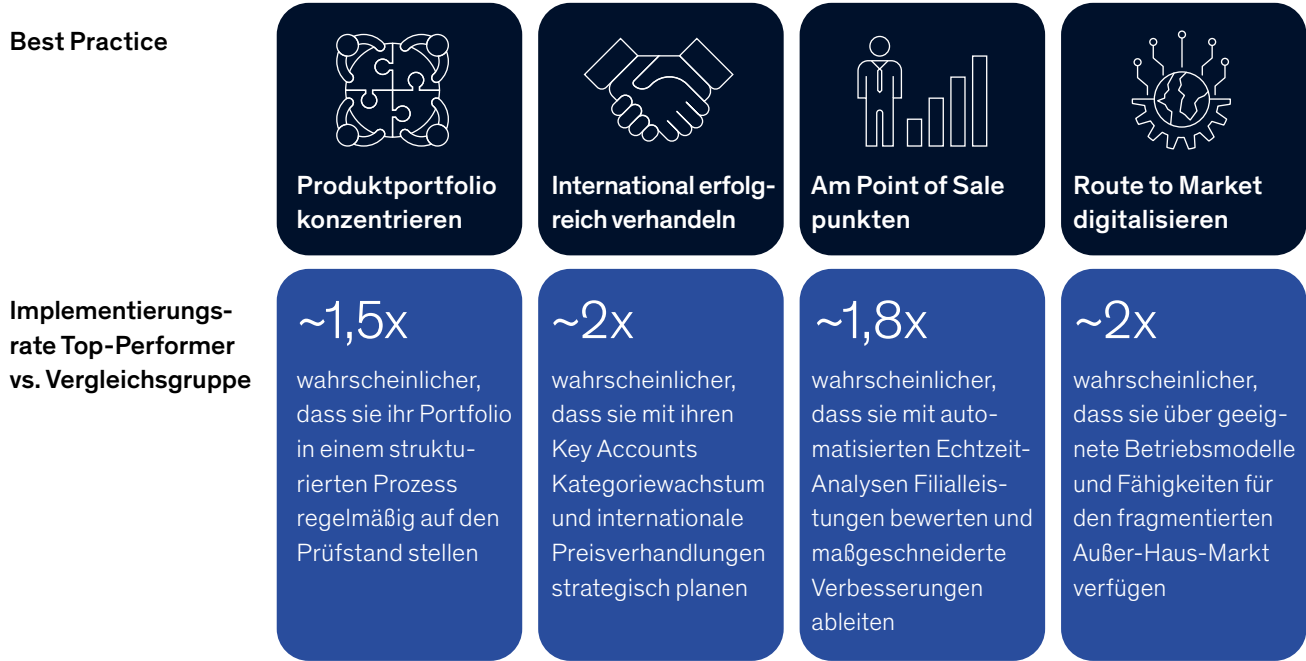 Best Practice
Produktportfolio
konzentrieren
International erfolg-
reich verhandeln
Am Point of Sale
punkten
Route to Market
digitalisieren
Implementierungs-
rate Top-Performer
vs. Vergleichsgruppe
~1,5x
wahrscheinlicher,
dass sie ihr Portfolio
in einem struktu-
rierten Prozess
regelmäßig auf den
Prüfstand stellen
~2x
wahrscheinlicher,
dass sie mit ihren
Key Accounts
Kategoriewachstum
und internationale
Preisverhandlungen
strategisch planen
~1,8x
wahrscheinlicher,
dass sie mit auto-
matisierten Echtzeit-
Analysen Filialleis-
tungen bewerten und
maßgeschneiderte
Verbesserungen
ableiten
~2x
wahrscheinlicher,
dass sie über geeig-
nete Betriebsmodelle
und Fähigkeiten für
den fragmentierten
Außer-Haus-Markt
verfügen